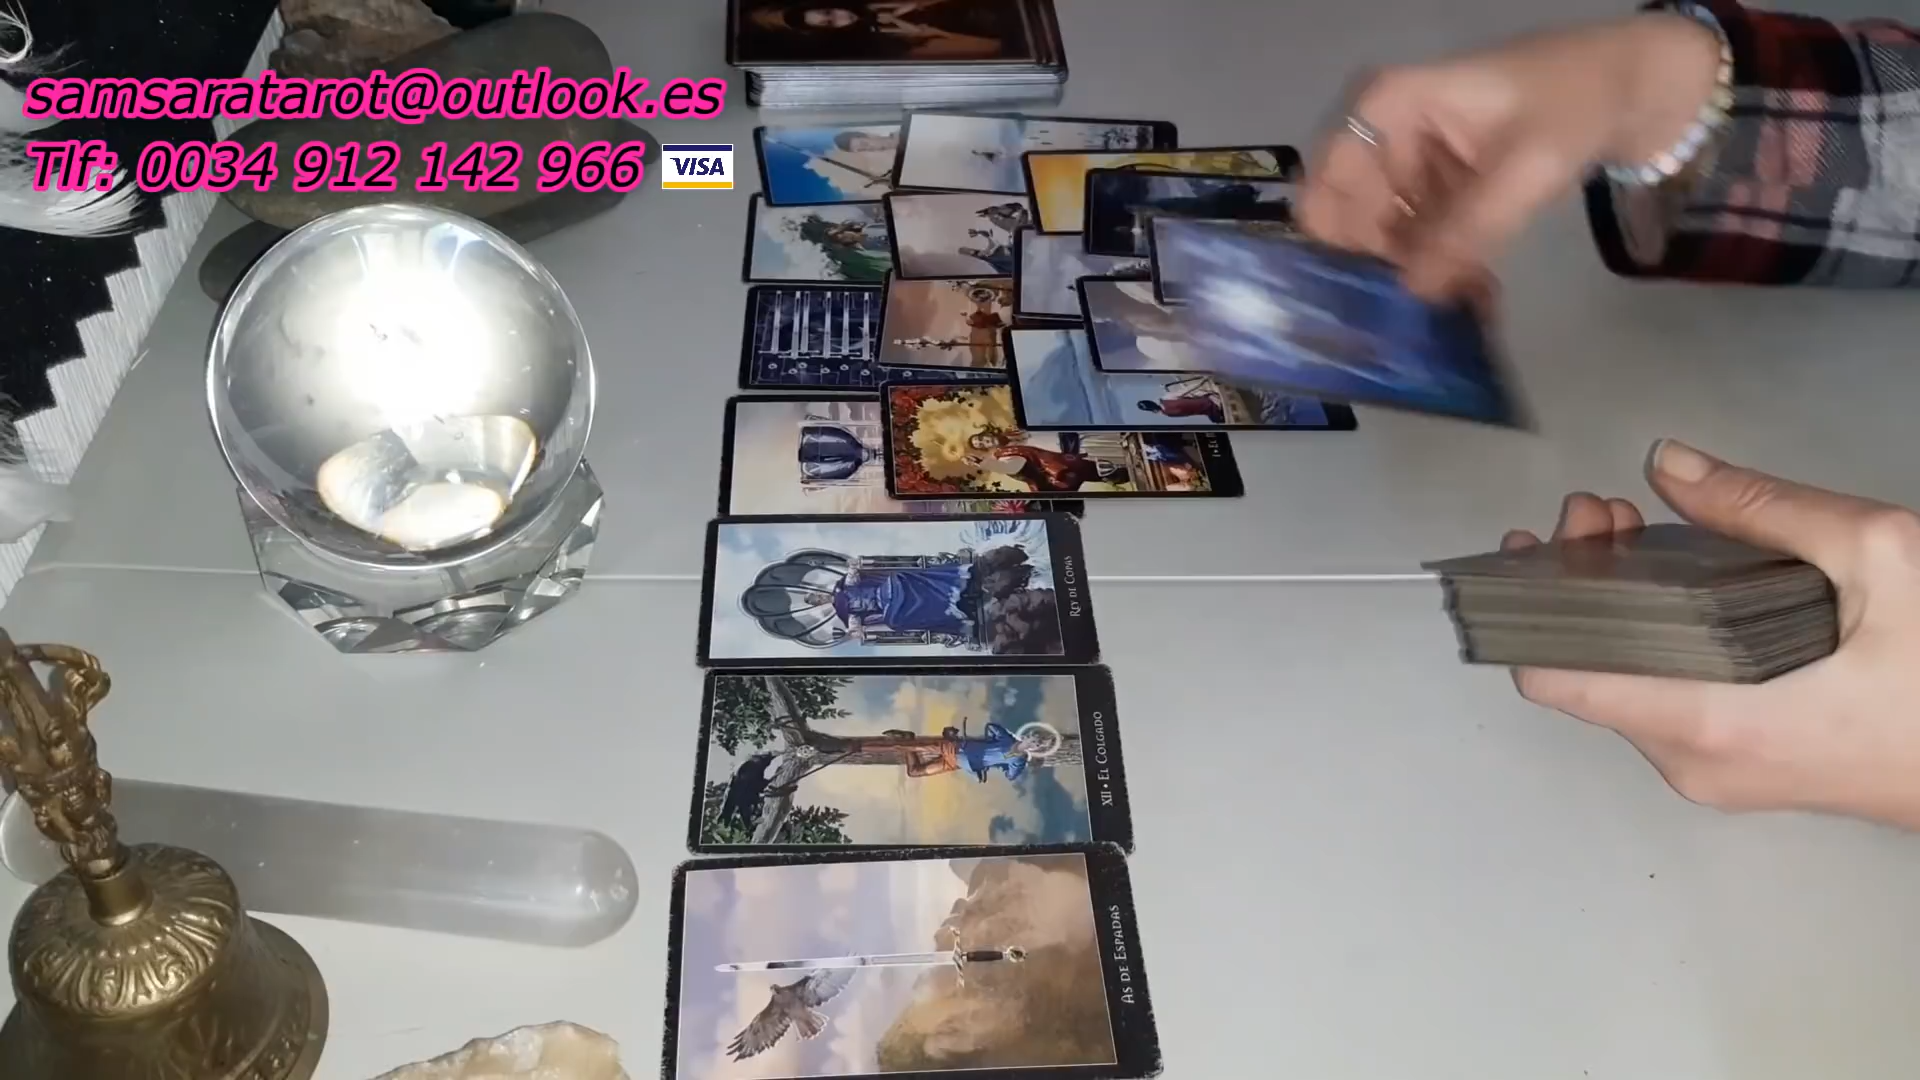 samsaratarot@outlook.es
Tlf: 0034 912 142 966 VISA
REY DE COPAS
XII • EL COLGADO
AS DE ESPADAS